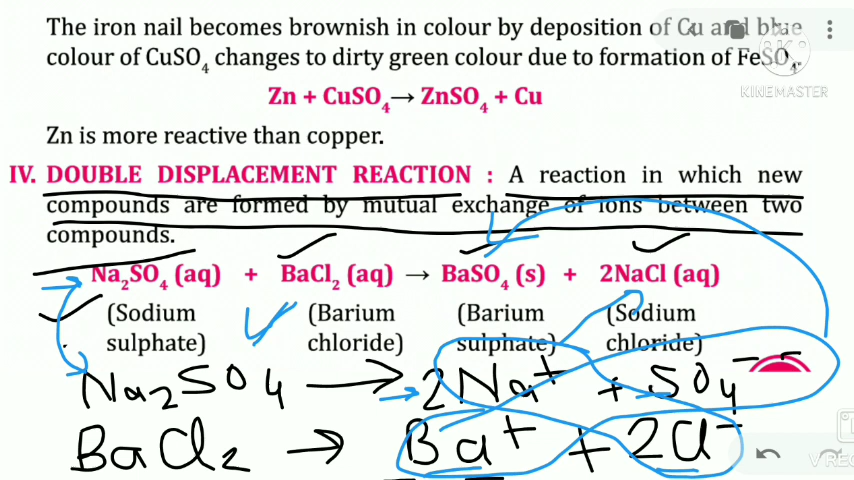 The iron nail becomes brownish in colour by deposition of Cu and blue
colour of CuSO₄ changes to dirty green colour due to formation of FeSO₄.
KINEMASTER
Zn + CuSO₄→ ZnSO₄ + Cu
Zn is more reactive than copper.
IV. DOUBLE DISPLACEMENT REACTION : A reaction in which new
compounds are formed by mutual exchange of ions between two
compounds.
Na₂SO₄ (aq) + BaCl₂ (aq) → BaSO₄ (s) + 2NaCl (aq)
(Sodium (Barium (Barium (Sodium
sulphate) chloride) sulphate) chloride)
Na₂SO₄ → 2Na⁺ + SO₄⁻⁻
BaCl₂ → Ba⁺ + 2Cl⁻